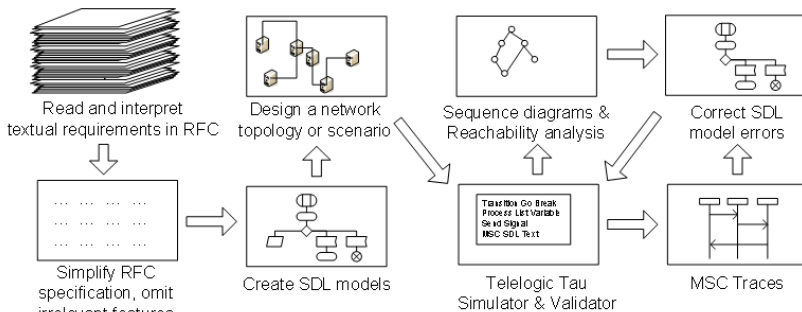 Read and interpret
textual requirements in RFC
Design a network
topology or scenario
Sequence diagrams &
Reachability analysis
Correct SDL
model errors
... ... ... ...
... ... ... ...
... ... ... ...
Simplify RFC
specification, omit
irrelevant features
Create SDL models
Transition Go Break
Process List Variable
Send Signal
MSC SDL Text
Telelogic Tau
Simulator & Validator
MSC Traces